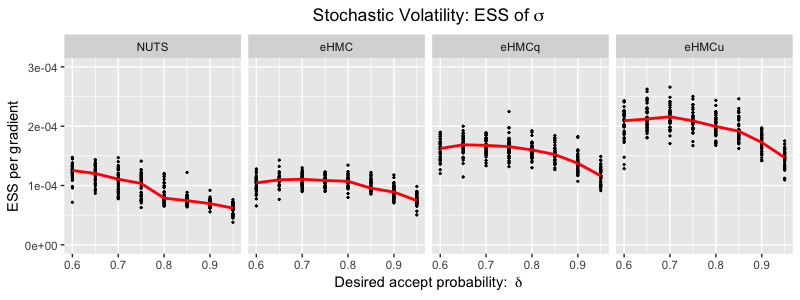 Stochastic Volatility: ESS of σ
NUTS
eHMC
eHMCq
eHMCu
ESS per gradient
3e-04
2e-04
1e-04
0e+00
0.6 0.7 0.8 0.9
0.6 0.7 0.8 0.9
0.6 0.7 0.8 0.9
0.6 0.7 0.8 0.9
Desired accept probability: δ